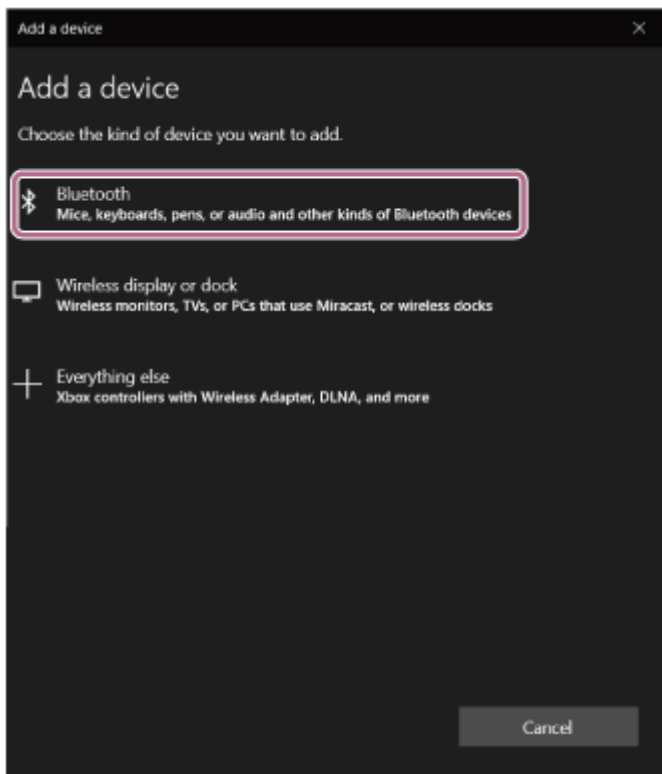 Add a device
Add a device
Choose the kind of device you want to add.
Bluetooth
Mice, keyboards, pens, or audio and other kinds of Bluetooth devices
Wireless display or dock
Wireless monitors, TVs, or PCs that use Miracast, or wireless docks
Everything else
Xbox controllers with Wireless Adapter, DLNA, and more
Cancel